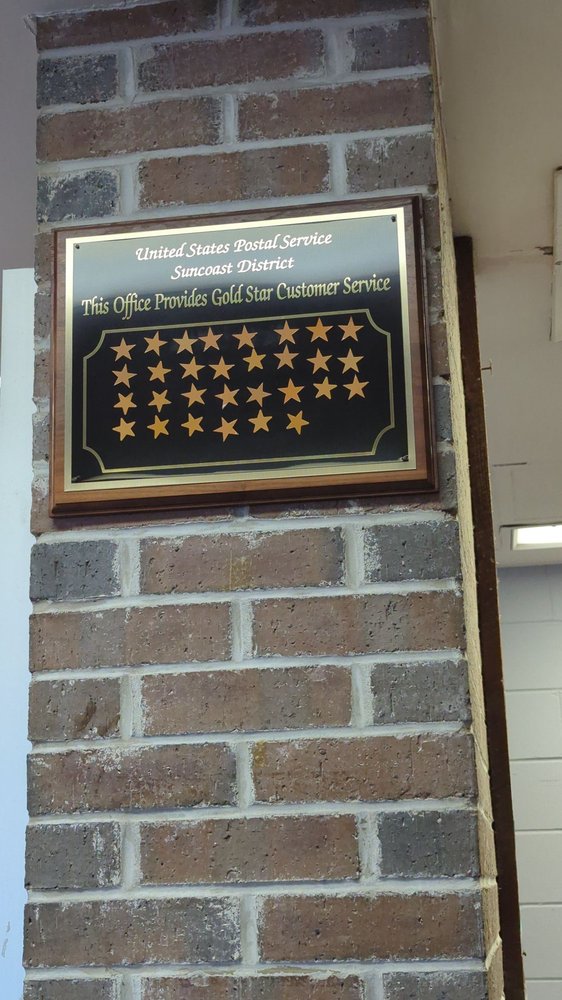 United States Postal Service
Suncoast District
This Office Provides Gold Star Customer Service